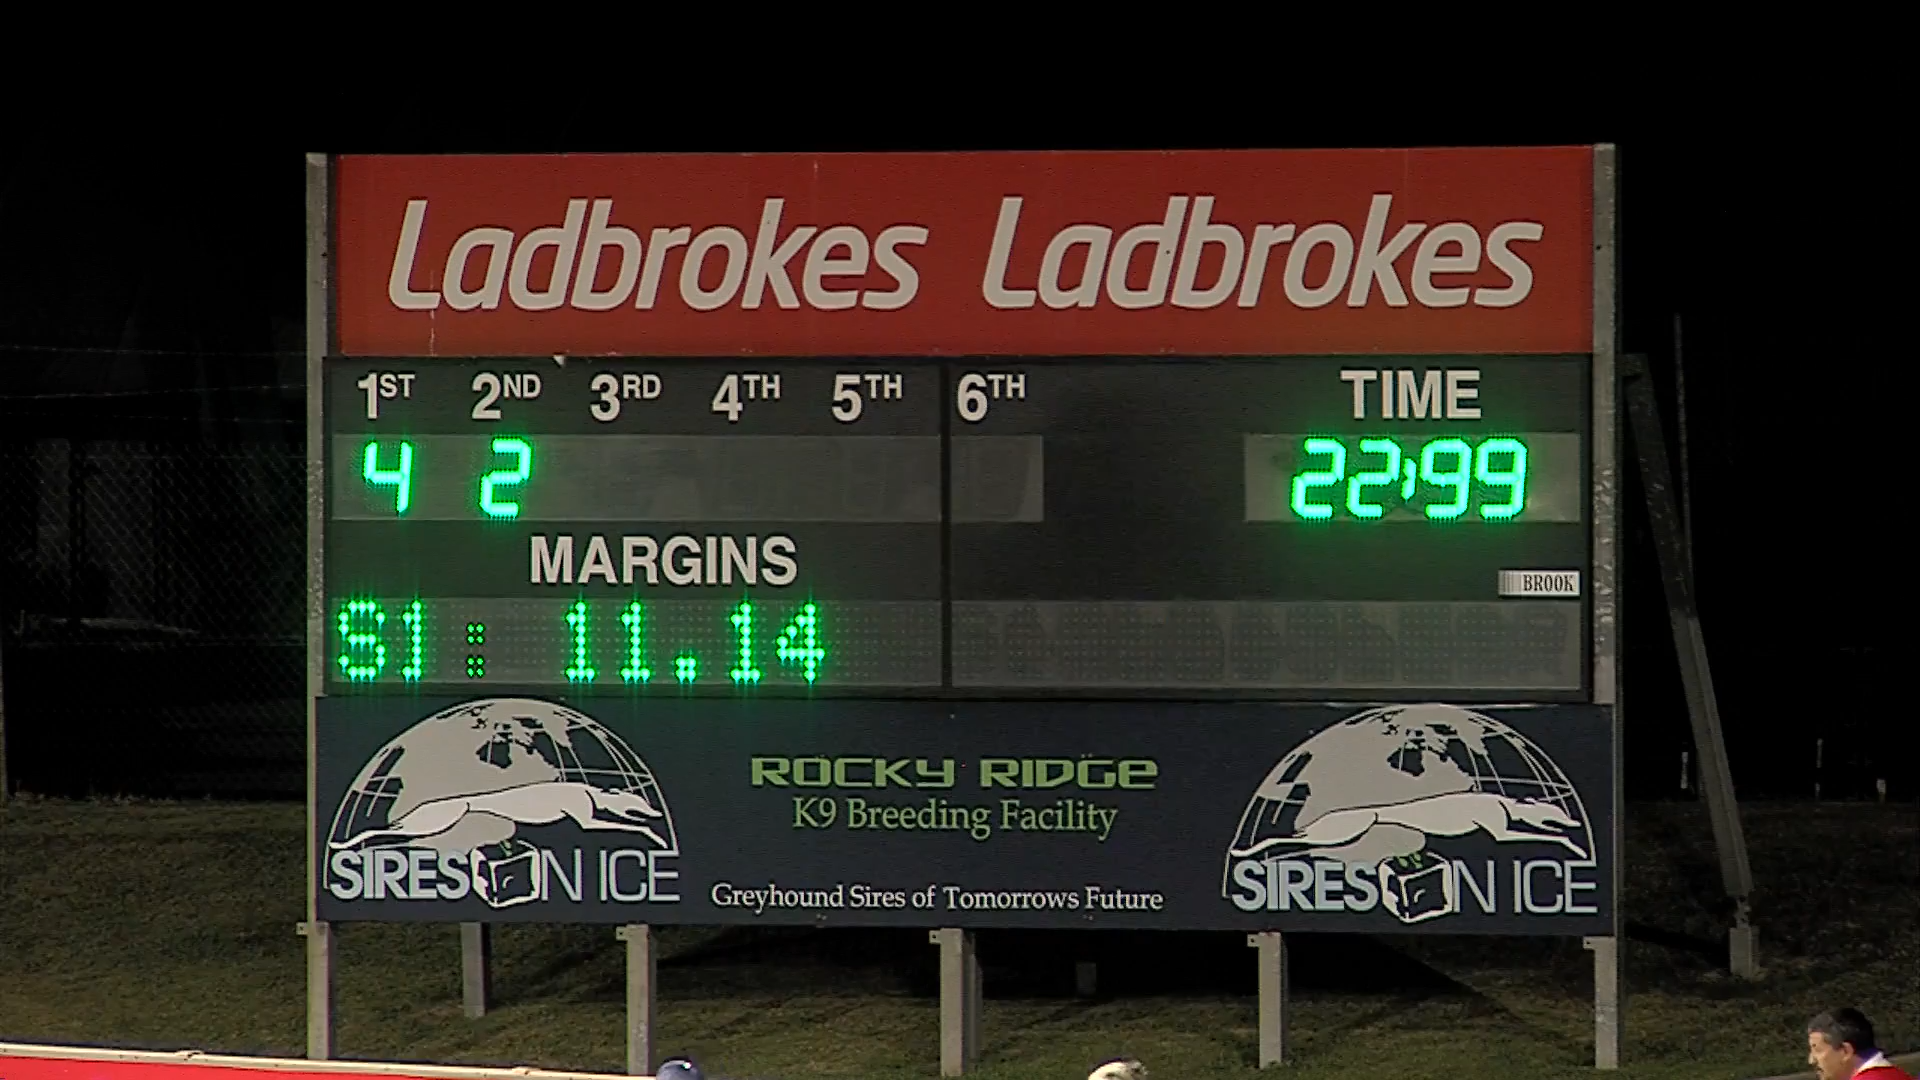 Ladbrokes Ladbrokes
1ST 2ND 3RD 4TH 5TH 6TH TIME
4 2 22:99
MARGINS
BROOK
S1 : 11.14
ROCKY RIDGE
K9 Breeding Facility
SIRES ON ICE
Greyhound Sires of Tomorrows Future
SIRES ON ICE